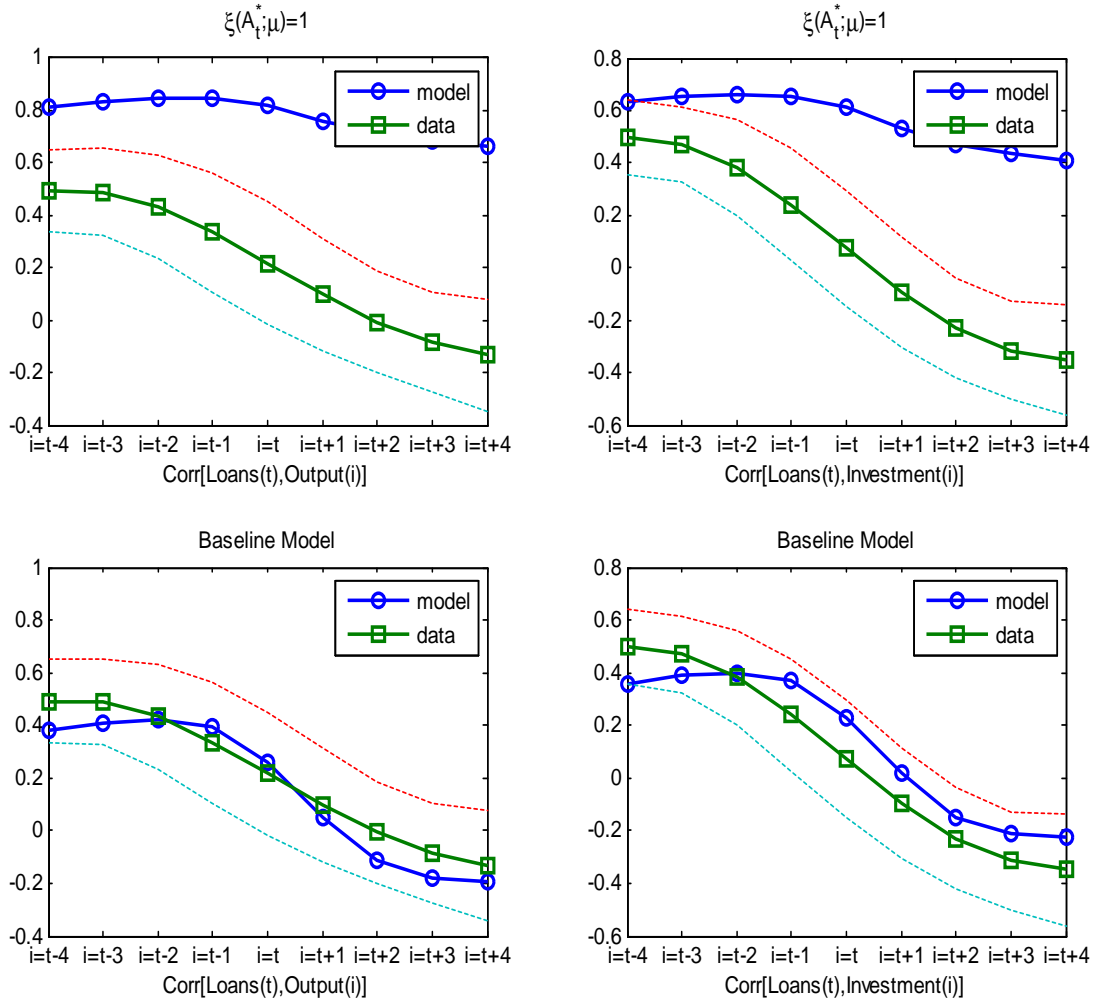 ξ(A*t;μ)=1
1
0.8
0.6
0.4
0.2
0
-0.2
-0.4
model
data
i=t-4 i=t-3 i=t-2 i=t-1 i=t i=t+1 i=t+2 i=t+3 i=t+4
Corr[Loans(t),Output(i)]
ξ(A*t;μ)=1
0.8
0.6
0.4
0.2
0
-0.2
-0.4
-0.6
model
data
i=t-4 i=t-3 i=t-2 i=t-1 i=t i=t+1 i=t+2 i=t+3 i=t+4
Corr[Loans(t),Investment(i)]
Baseline Model
1
0.8
0.6
0.4
0.2
0
-0.2
-0.4
model
data
i=t-4 i=t-3 i=t-2 i=t-1 i=t i=t+1 i=t+2 i=t+3 i=t+4
Corr[Loans(t),Output(i)]
Baseline Model
0.8
0.6
0.4
0.2
0
-0.2
-0.4
-0.6
model
data
i=t-4 i=t-3 i=t-2 i=t-1 i=t i=t+1 i=t+2 i=t+3 i=t+4
Corr[Loans(t),Investment(i)]